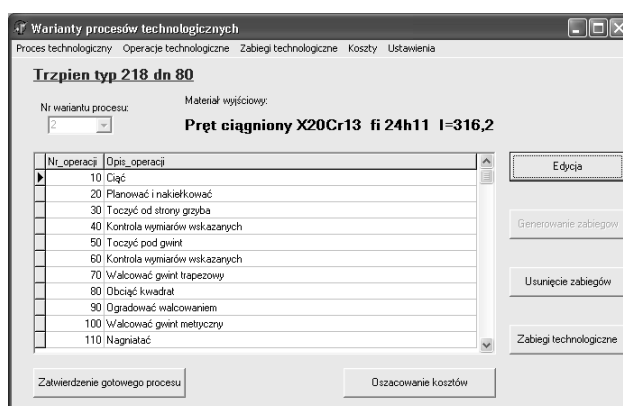 Warianty procesów technologicznych
Proces technologiczny Operacje technologiczne Zabiegi technologiczne Koszty Ustawienia
Trzpien typ 218 dn 80
Nr wariantu procesu:
Materiał wyjściowy:
2
Pręt ciągniony X20Cr13 fi 24h11 l=316,2
Nr_operacji Opis_operacji
10 Ciąć
20 Planować i nakiełkować
30 Toczyć od strony grzyba
40 Kontrola wymiarów wskazanych
50 Toczyć pod gwint
60 Kontrola wymiarów wskazanych
70 Walcować gwint trapezowy
80 Obciąć kwadrat
90 Ogradować walcowaniem
100 Walcować gwint metryczny
110 Nagniatać
Edycja
Generowanie zabiegow
Usunięcie zabiegów
Zabiegi technologiczne
Zatwierdzenie gotowego procesu
Oszacowanie kosztów